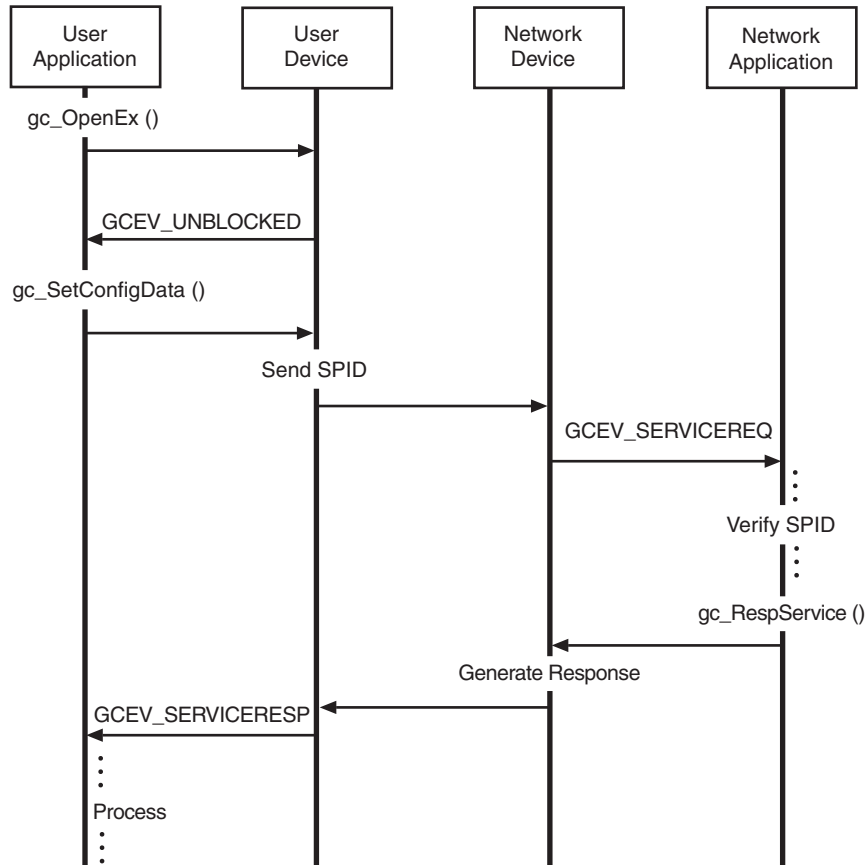 User
Application
User
Device
Network
Device
Network
Application
gc_OpenEx ()
GCEV_UNBLOCKED
gc_SetConfigData ()
Send SPID
GCEV_SERVICEREQ
Verify SPID
gc_RespService ()
Generate Response
GCEV_SERVICERESP
Process